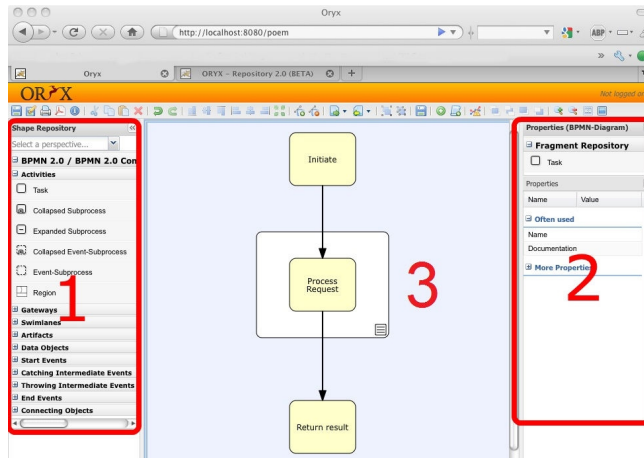 Oryx
http://localhost:8080/poem
ABP
Oryx
ORYX – Repository 2.0 (BETA)
ORYX
Not logged on
Shape Repository
Select a perspective...
BPMN 2.0 / BPMN 2.0 Con
Activities
Task
Collapsed Subprocess
Expanded Subprocess
Collapsed Event-Subprocess
Event-Subprocess
Region
Gateways
Swimlanes
Artifacts
Data Objects
Start Events
Catching Intermediate Events
Throwing Intermediate Events
End Events
Connecting Objects
1
Initiate
Process
Request
Return result
3
Properties (BPMN-Diagram)
Fragment Repository
Task
Properties
Name Value
Often used
Name
Documentation
More Properties
2